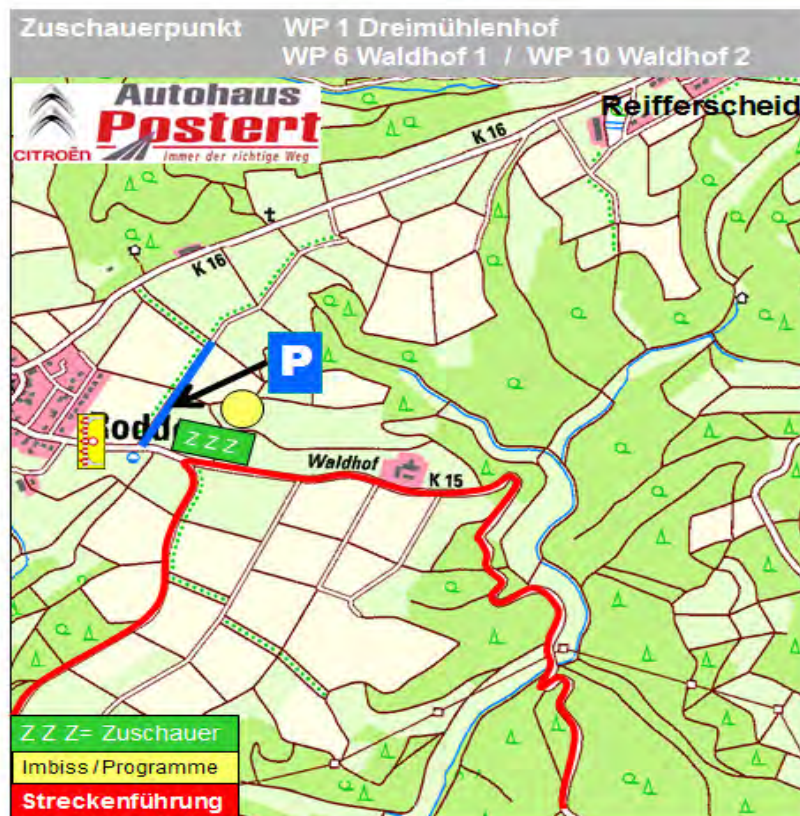 Zuschauerpunkt WP 1 Dreimühlenhof
WP 6 Waldhof 1 / WP 10 Waldhof 2
Autohaus
Postert
CITROËN
Immer der richtige Weg
Reifferscheid
K 16
K 16
P
Z Z Z
Waldhof
K 15
Z Z Z= Zuschauer
Imbiss / Programme
Streckenführung